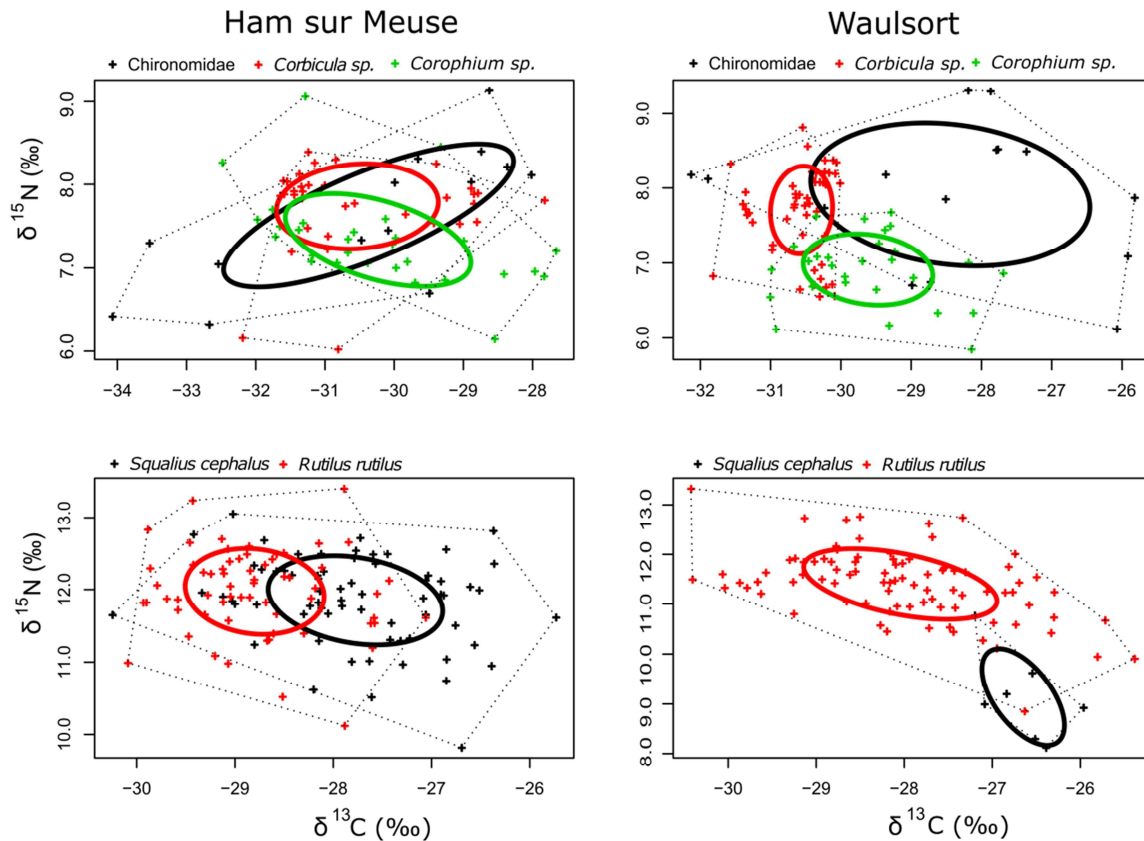 Ham sur Meuse
Waulsort
Chironomidae Corbicula sp. Corophium sp.
Chironomidae Corbicula sp. Corophium sp.
δ15N (‰)
9.0
8.0
7.0
6.0
−34 −33 −32 −31 −30 −29 −28
9.0
8.0
7.0
6.0
−32 −31 −30 −29 −28 −27 −26
Squalius cephalus Rutilus rutilus
Squalius cephalus Rutilus rutilus
δ15N (‰)
13.0
12.0
11.0
10.0
−30 −29 −28 −27 −26
13.0
12.0
11.0
10.0
9.0
8.0
−30 −29 −28 −27 −26
δ13C (‰)
δ13C (‰)